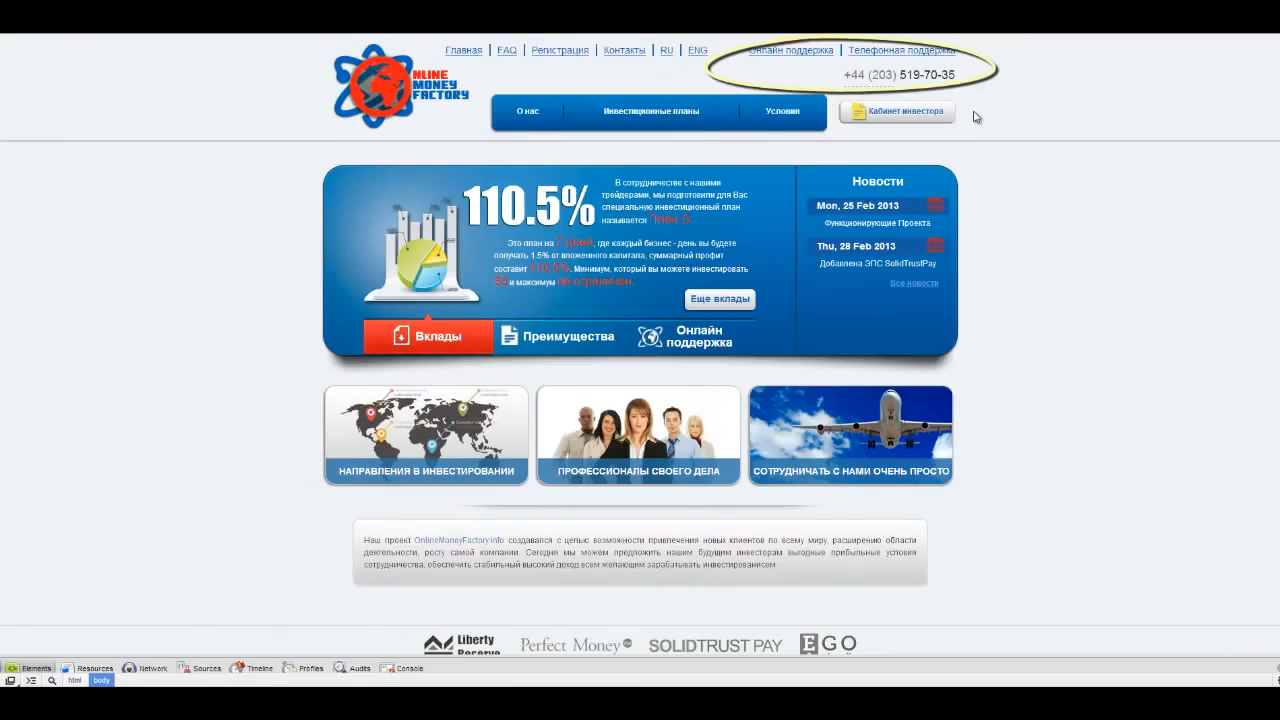 Главная FAQ Регистрация Контакты RU ENG Онлайн поддержка Телефонная поддержка
NLINE
MONEY
FACTORY
+44 (203) 519-70-35
О нас Инвестиционные планы Условия Кабинет инвестора
110.5%
В сотрудничестве с нашими
трейдерами, мы подготовили для Вас
специальную инвестиционный план
называется План B.
Это план на 7 дней, где каждый бизнес - день вы будете
получать 1.5% от вложенного капитала, суммарный профит
составит 110,5%. Минимум, который вы можете инвестировать
5$ и максимум не ограничен.
Еще вклады
Вклады Преимущества Онлайн
поддержка
Новости
Mon, 25 Feb 2013
Функционирующие Проекта
Thu, 28 Feb 2013
Добавлена ЭПС SolidTrustPay
Все новости
НАПРАВЛЕНИЯ В ИНВЕСТИРОВАНИИ
ПРОФЕССИОНАЛЫ СВОЕГО ДЕЛА
СОТРУДНИЧАТЬ С НАМИ ОЧЕНЬ ПРОСТО
Наш проект OnlineMoneyFactory.info создавался с целью возможности привлечения новых клиентов по всему миру, расширению области
деятельности, росту самой компании. Сегодня мы можем предложить нашим будущим инвесторам выгодные прибыльные условия
сотрудничества, обеспечить стабильный высокий доход всем желающим зарабатывать инвестированием
Liberty
Reserve
Perfect Money
SOLIDTRUST PAY
EGO
Elements Resources Network Sources Timeline Profiles Audits Console
html body